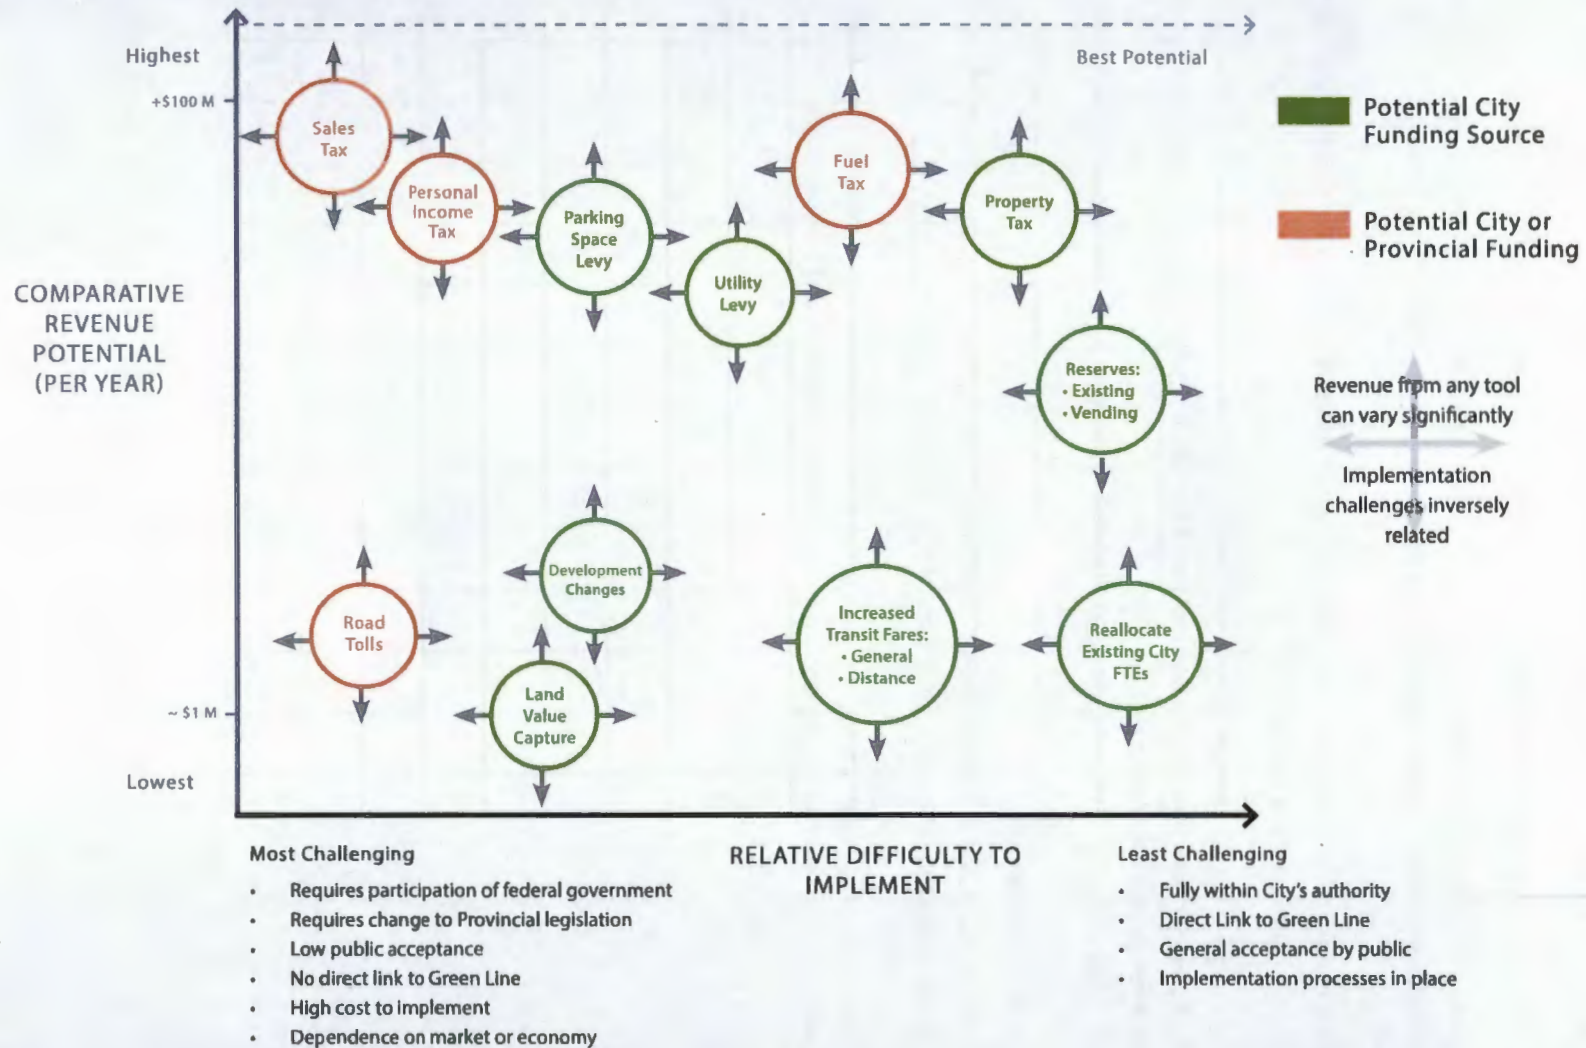 Highest
Best Potential
+$100 M
Sales
Tax
Personal
Income
Tax
Parking
Space
Levy
Utility
Levy
Fuel
Tax
Property
Tax
Reserves:
• Existing
• Vending
Potential City
Funding Source
Potential City or
Provincial Funding
COMPARATIVE
REVENUE
POTENTIAL
(PER YEAR)
Revenue from any tool
can vary significantly
Implementation
challenges inversely
related
Road
Tolls
Development
Changes
Land
Value
Capture
Increased
Transit Fares:
• General
• Distance
Reallocate
Existing City
FTEs
~ $1 M
Lowest
Most Challenging
• Requires participation of federal government
• Requires change to Provincial legislation
• Low public acceptance
• No direct link to Green Line
• High cost to implement
• Dependence on market or economy
RELATIVE DIFFICULTY TO
IMPLEMENT
Least Challenging
• Fully within City's authority
• Direct Link to Green Line
• General acceptance by public
• Implementation processes in place